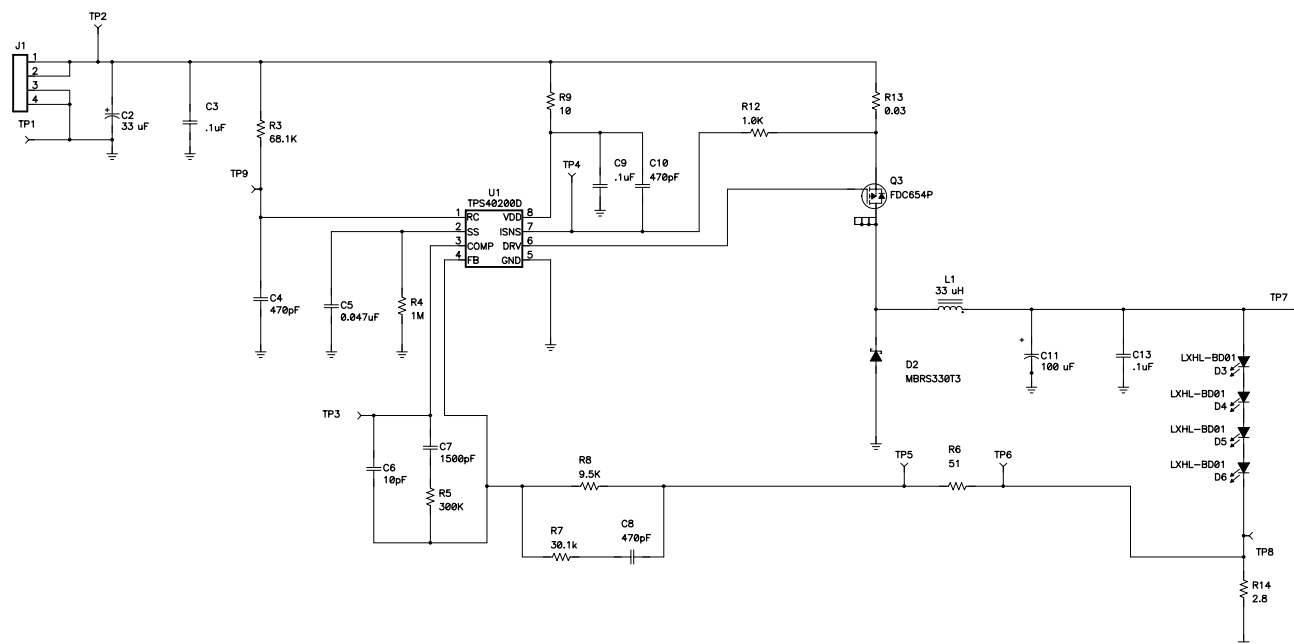 TP2
J1
1
2
3
4
TP1
C2
33 uF
C3
.1uF
R3
68.1K
R9
10
R12
1.0K
R13
0.03
TP9
TP4
C9
.1uF
C10
470pF
Q3
FDC654P
U1
TPS40200D
1 RC VDD 8
2 SS ISNS 7
3 COMP DRV 6
4 FB GND 5
C4
470pF
C5
0.047uF
R4
1M
L1
33 uH
TP7
D2
MBRS330T3
C11
100 uF
C13
.1uF
LXHL-BD01
D3
LXHL-BD01
D4
LXHL-BD01
D5
LXHL-BD01
D6
TP3
C6
10pF
C7
1500pF
R5
300K
R8
9.5K
R7
30.1k
C8
470pF
TP5
R6
51
TP6
TP8
R14
2.8